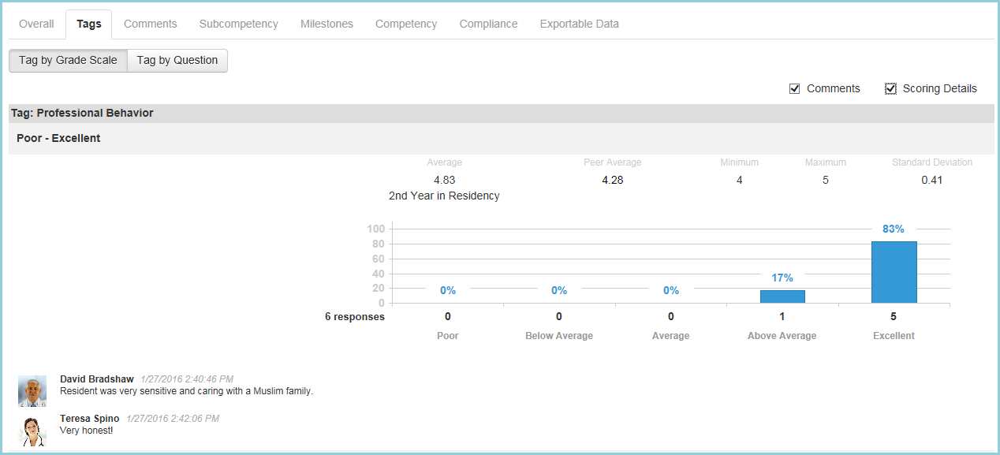 Overall Tags Comments Subcompetency Milestones Competency Compliance Exportable Data
Tag by Grade Scale Tag by Question
Comments Scoring Details
Tag: Professional Behavior
Poor - Excellent
Average Peer Average Minimum Maximum Standard Deviation
4.83 4.28 4 5 0.41
2nd Year in Residency
100 83%
80
60
40 17%
20 0% 0% 0%
0
6 responses 0 0 0 1 5
Poor Below Average Average Above Average Excellent
David Bradshaw 1/27/2016 2:40:46 PM
Resident was very sensitive and caring with a Muslim family.
Teresa Spino 1/27/2016 2:42:06 PM
Very honest!